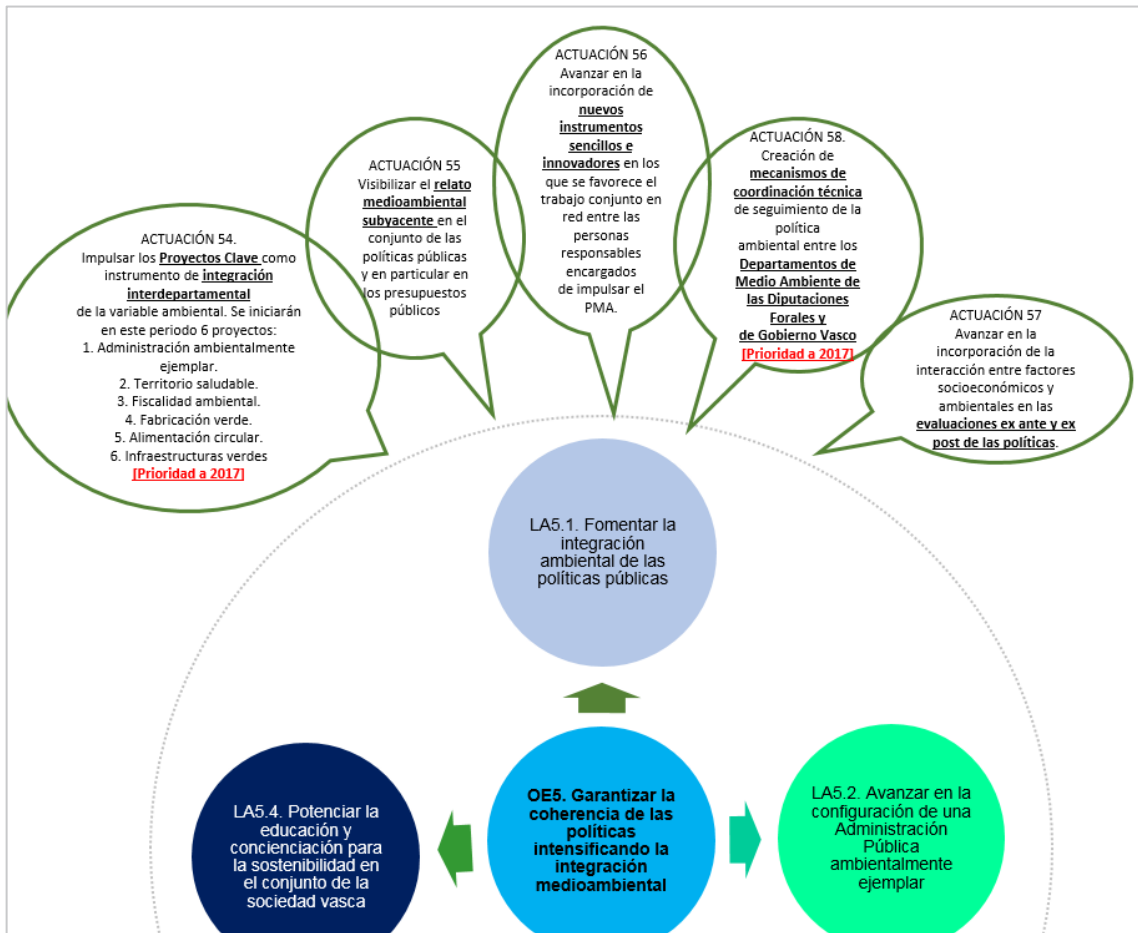 ACTUACIÓN 54.
Impulsar los Proyectos Clave como
instrumento de integración
interdepartamental
de la variable ambiental. Se iniciarán
en este periodo 6 proyectos:
1. Administración ambientalmente
ejemplar.
2. Territorio saludable.
3. Fiscalidad ambiental.
4. Fabricación verde.
5. Alimentación circular.
6. Infraestructuras verdes
[Prioridad a 2017]
ACTUACIÓN 55
Visibilizar el relato
medioambiental
subyacente en el
conjunto de las
políticas públicas
y en particular en
los presupuestos
públicos
ACTUACIÓN 56
Avanzar en la
incorporación de
nuevos
instrumentos
sencillos e
innovadores en los
que se favorece el
trabajo conjunto en
red entre las
personas
responsables
encargados
de impulsar el
PMA.
ACTUACIÓN 58.
Creación de
mecanismos de
coordinación técnica
de seguimiento de la
política
ambiental entre los
Departamentos de
Medio Ambiente de
las Diputaciones
Forales y
de Gobierno Vasco
[Prioridad a 2017]
ACTUACIÓN 57
Avanzar en la
incorporación de la
interacción entre factores
socioeconómicos y
ambientales en las
evaluaciones ex ante y ex
post de las políticas.
LA5.1. Fomentar la
integración
ambiental de las
políticas públicas
LA5.4. Potenciar la
educación y
concienciación para
la sostenibilidad en
el conjunto de la
sociedad vasca
OE5. Garantizar la
coherencia de las
políticas
intensificando la
integración
medioambiental
LA5.2. Avanzar en la
configuración de una
Administración
Pública
ambientalmente
ejemplar